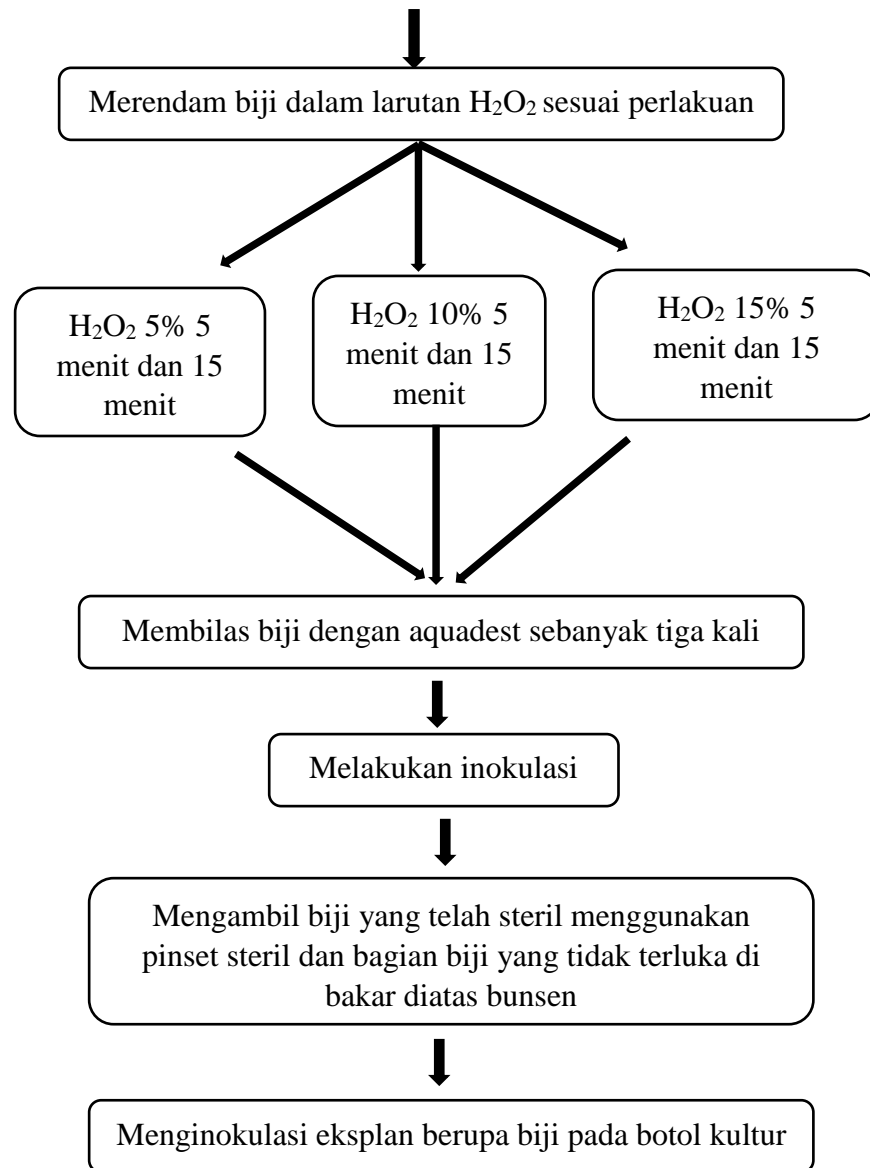 Merendam biji dalam larutan H₂O₂ sesuai perlakuan
H₂O₂ 5% 5
menit dan 15
menit
H₂O₂ 10% 5
menit dan 15
menit
H₂O₂ 15% 5
menit dan 15
menit
Membilas biji dengan aquadest sebanyak tiga kali
Melakukan inokulasi
Mengambil biji yang telah steril menggunakan
pinset steril dan bagian biji yang tidak terluka di
bakar diatas bunsen
Menginokulasi eksplan berupa biji pada botol kultur